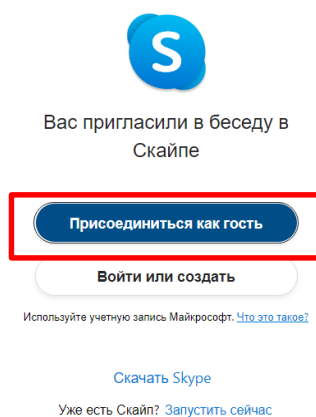 S
Вас пригласили в беседу в
Скайпе
Присоединиться как гость
Войти или создать
Используйте учетную запись Майкрософт. Что это такое?
Скачать Skype
Уже есть Скайп? Запустить сейчас